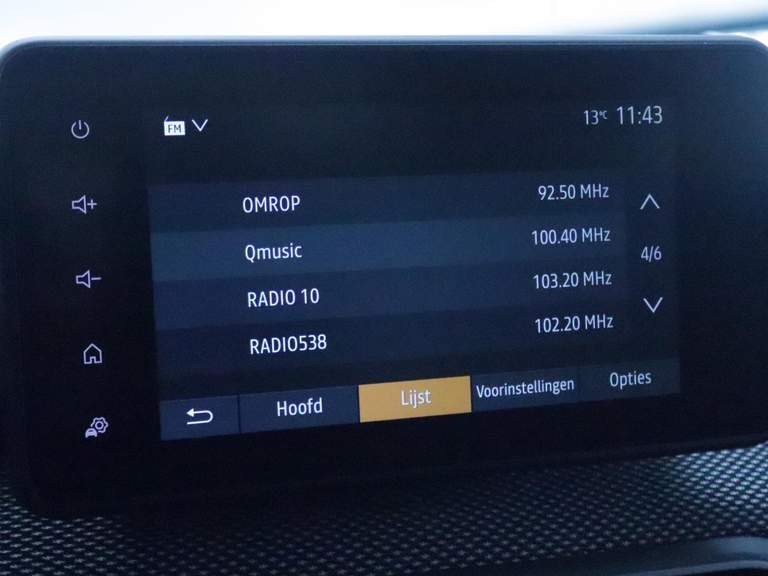 FM
13°C 11:43
OMROP 92.50 MHz
Qmusic 100.40 MHz
4/6
RADIO 10 103.20 MHz
RADIO538 102.20 MHz
Hoofd Lijst Voorinstellingen Opties